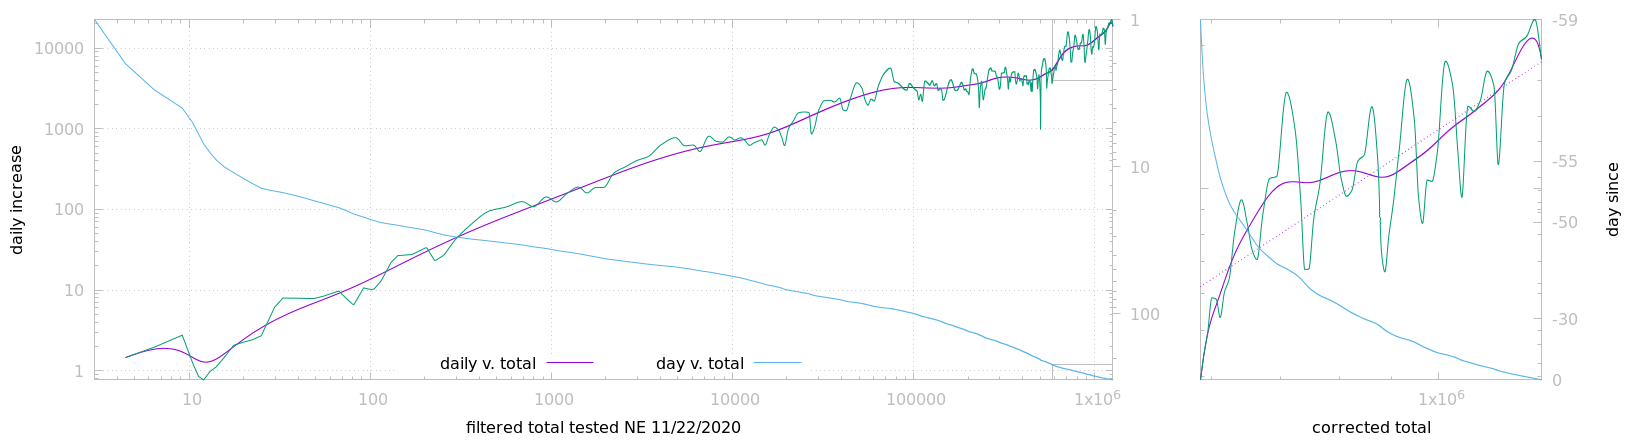 daily increase
10000
1000
100
10
1
10
100
1000
10000
100000
1x10^6
1
10
100
daily v. total
day v. total
filtered total tested NE 11/22/2020
-59
-55
-50
-30
0
day since
1x10^6
corrected total